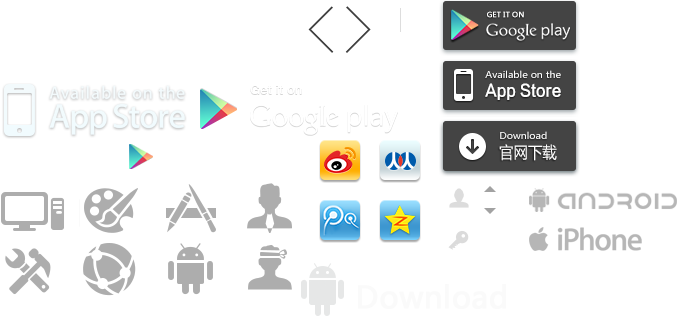 GET IT ON
Google play
Available on the
App Store
Available on the
App Store
Get it on
Google play
Download
官网下载
ANDROID
iPhone
Download